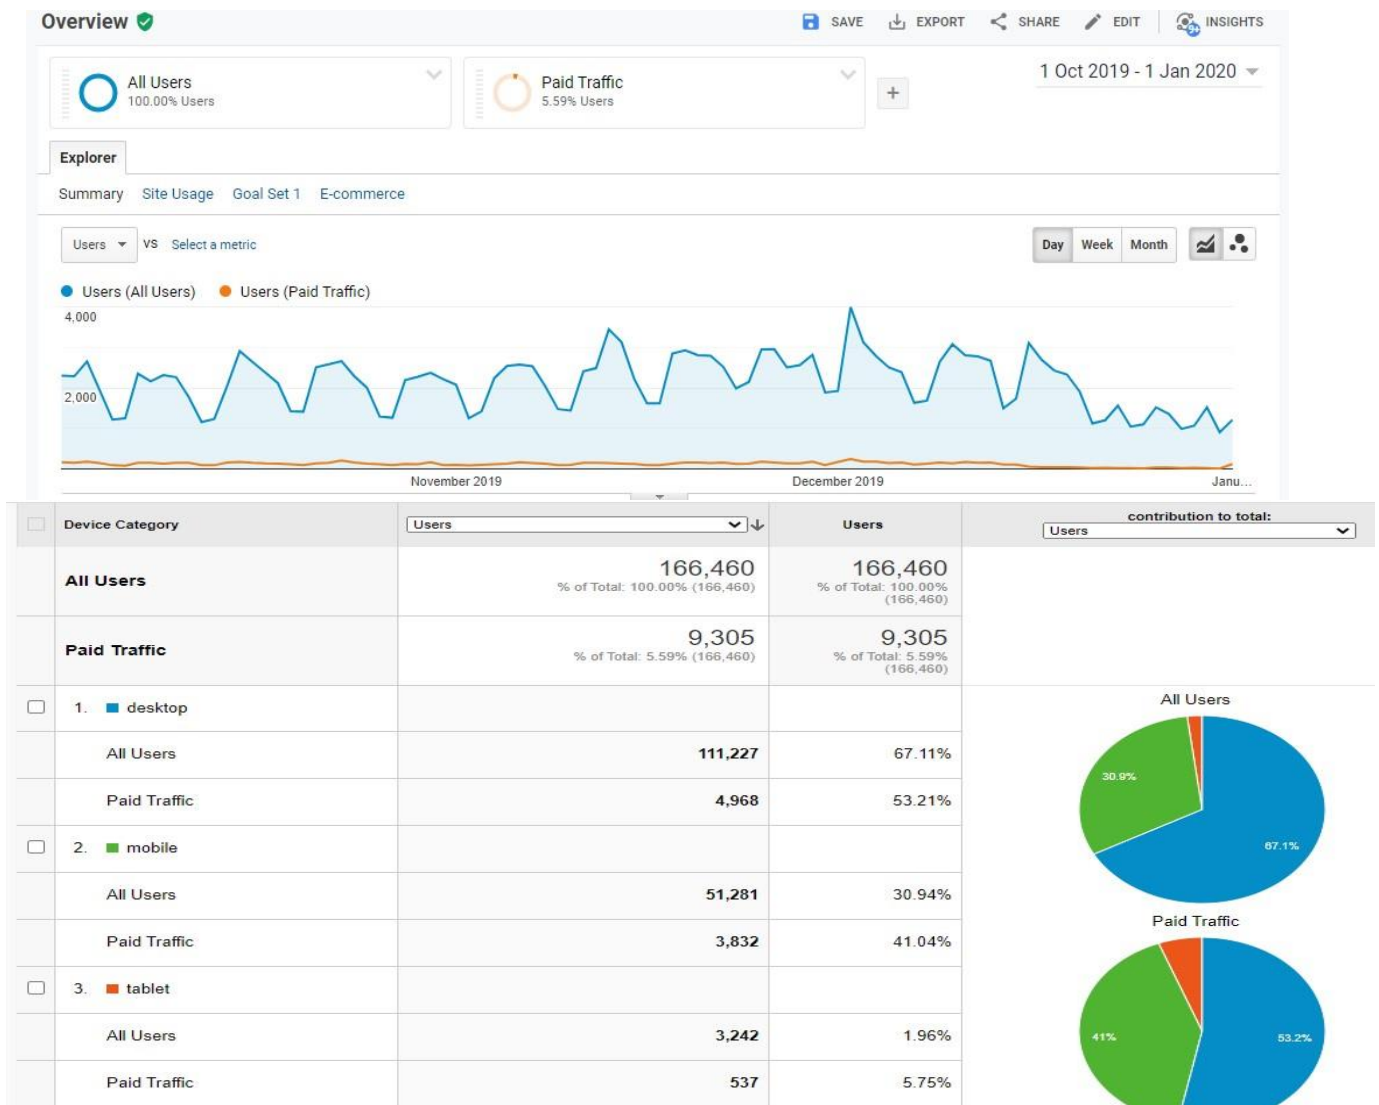 Overview
SAVE EXPORT SHARE EDIT INSIGHTS
9+
All Users
100.00% Users
Paid Traffic
5.59% Users
+
1 Oct 2019 - 1 Jan 2020
Explorer
Summary Site Usage Goal Set 1 E-commerce
Users VS Select a metric
Day Week Month
Users (All Users) Users (Paid Traffic)
4,000
2,000
November 2019 December 2019 Janu...
Device Category Users Users contribution to total:
Users
All Users 166,460 166,460
% of Total: 100.00% (166,460) % of Total: 100.00%
(166,460)
Paid Traffic 9,305 9,305
% of Total: 5.59% (166,460) % of Total: 5.59%
(166,460)
1. desktop
All Users 111,227 67.11%
Paid Traffic 4,968 53.21%
2. mobile
All Users 51,281 30.94%
Paid Traffic 3,832 41.04%
3. tablet
All Users 3,242 1.96%
Paid Traffic 537 5.75%
All Users
30.9%
67.1%
Paid Traffic
41%
53.2%